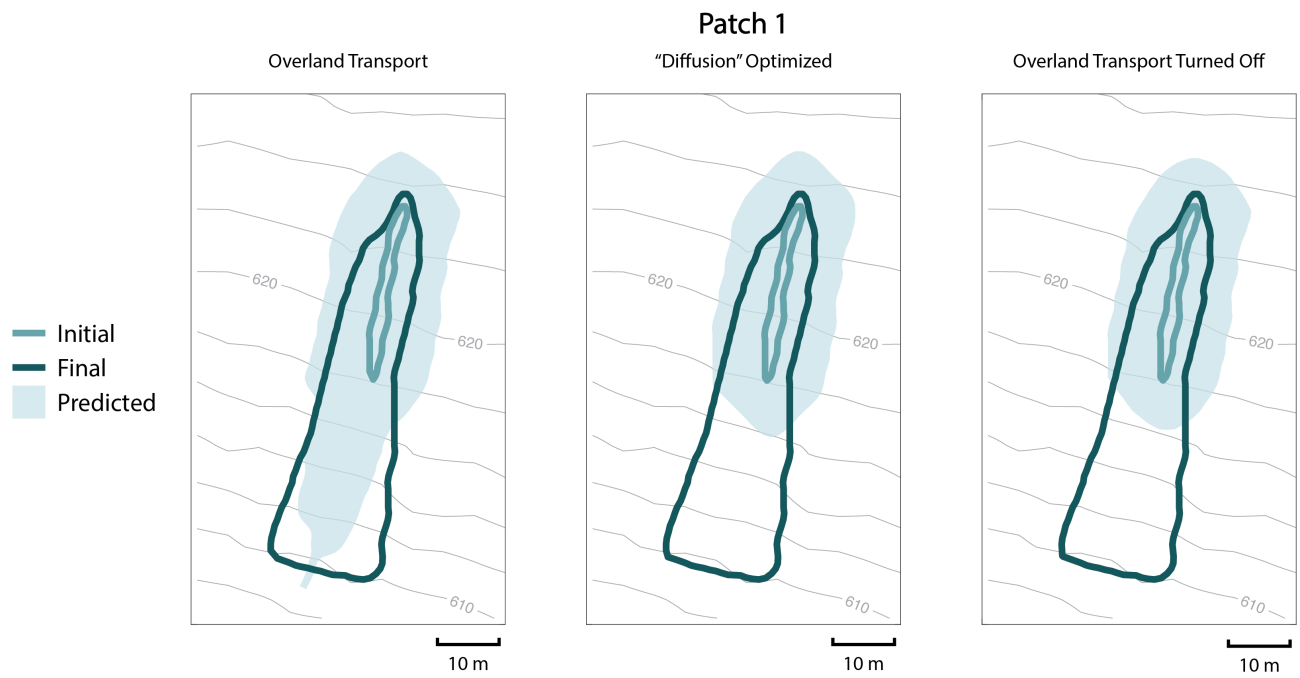 Patch 1
Overland Transport
“Diffusion” Optimized
Overland Transport Turned Off
Initial
Final
Predicted
620
620
610
10 m
620
620
610
10 m
620
620
610
10 m